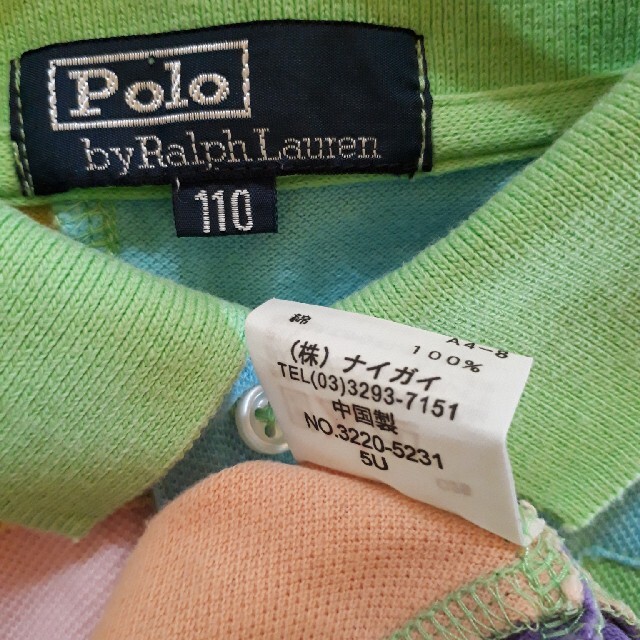 Polo
by Ralph Lauren
110
A4-8
綿 100%
(株) ナイガイ
TEL(03)3293-7151
中国製
NO.3220-5231
5U